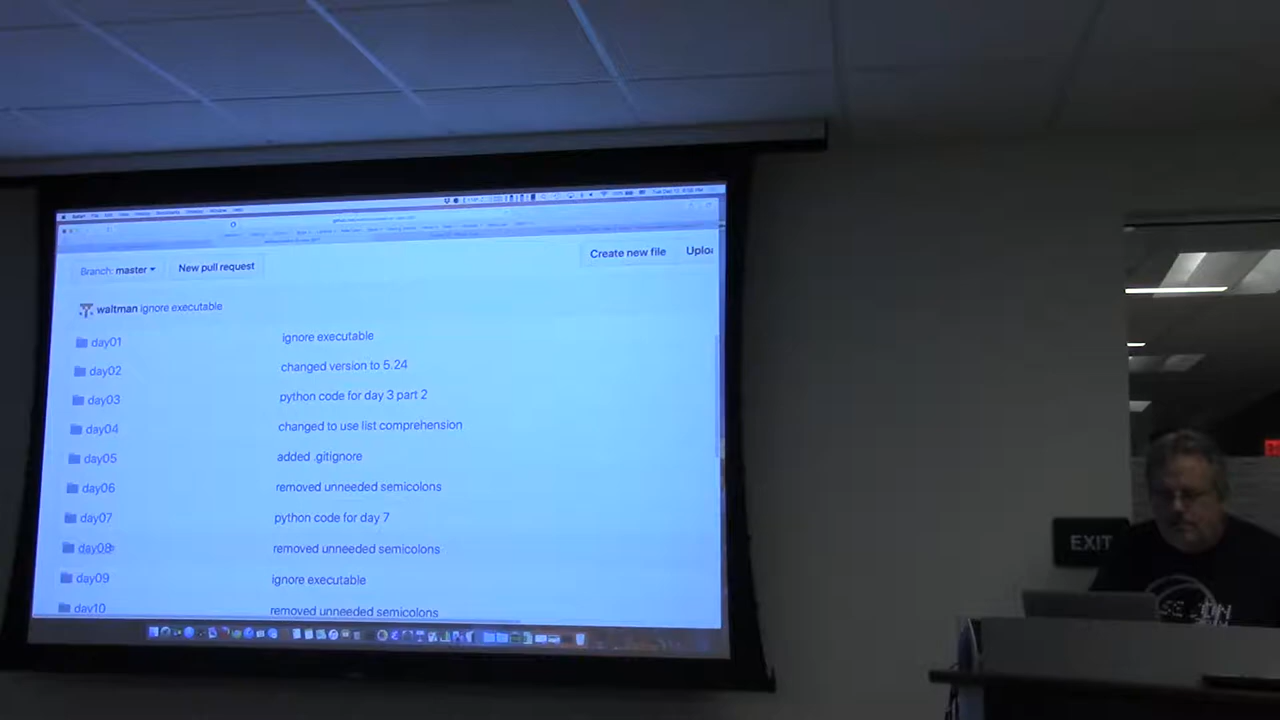 Create new file Uploa
Branch: master New pull request
waltman ignore executable
day01 ignore executable
day02 changed version to 5.24
day03 python code for day 3 part 2
day04 changed to use list comprehension
day05 added .gitignore
day06 removed unneeded semicolons
day07 python code for day 7
day08 removed unneeded semicolons
day09 ignore executable
day10 removed unneeded semicolons
EXIT